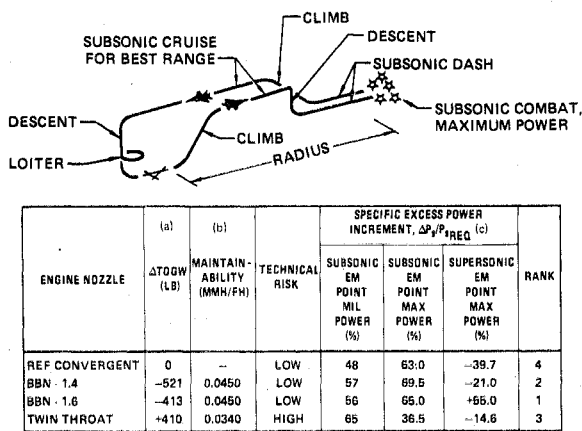 CLIMB
SUBSONIC CRUISE
FOR BEST RANGE
DESCENT
SUBSONIC DASH
SUBSONIC COMBAT,
MAXIMUM POWER
DESCENT
CLIMB
LOITER
RADIUS
(a) (b) SPECIFIC EXCESS POWER
INCREMENT, ΔPs/PsREQ (c)
ENGINE NOZZLE ΔTOGW (LB) MAINTAIN-ABILITY (MMH/FH) TECHNICAL RISK SUBSONIC EM POINT MIL POWER (%) SUBSONIC EM POINT MAX POWER (%) SUPERSONIC EM POINT MAX POWER (%) RANK
REF CONVERGENT 0 – LOW 48 63.0 –39.7 4
BBN - 1.4 –521 0.0450 LOW 57 69.5 –21.0 2
BBN - 1.6 –413 0.0450 LOW 56 65.0 +55.0 1
TWIN THROAT +410 0.0340 HIGH 65 36.5 –14.6 3